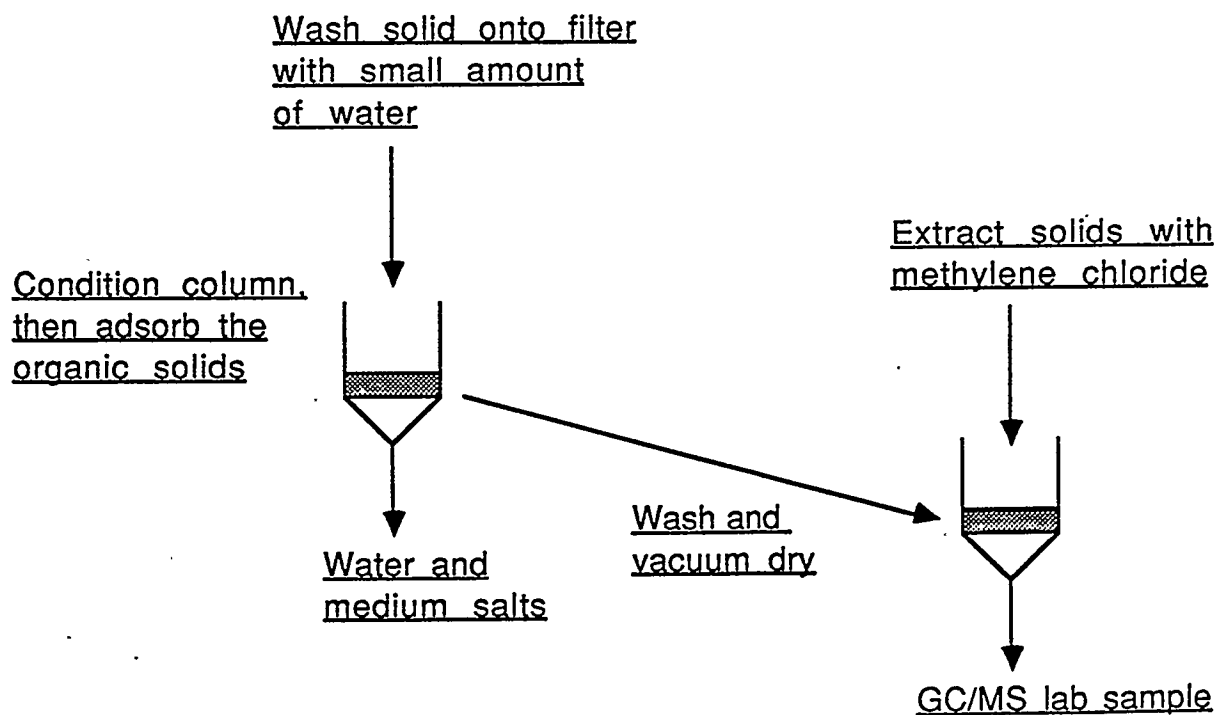 Wash solid onto filter
with small amount
of water
Condition column,
then adsorb the
organic solids
Water and
medium salts
Wash and
vacuum dry
Extract solids with
methylene chloride
GC/MS lab sample